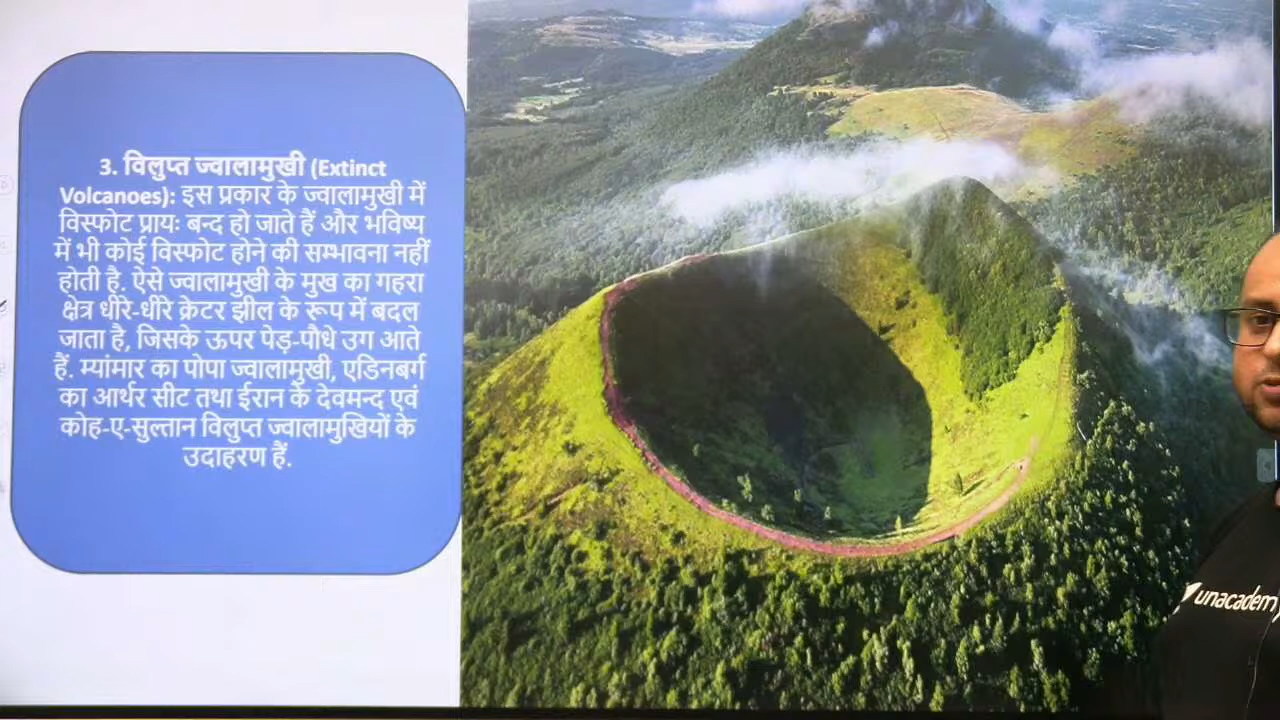 3. विलुप्त ज्वालामुखी (Extinct
Volcanoes): इस प्रकार के ज्वालामुखी में
विस्फोट प्रायः बन्द हो जाते हैं और भविष्य
में भी कोई विस्फोट होने की सम्भावना नहीं
होती है. ऐसे ज्वालामुखी के मुख का गहरा
क्षेत्र धीरे-धीरे क्रेटर झील के रूप में बदल
जाता है, जिसके ऊपर पेड़-पौधे उग आते
हैं. म्यांमार का पोपा ज्वालामुखी, एडिनबर्ग
का आर्थर सीट तथा ईरान के देवमन्द एवं
कोह-ए-सुल्तान विलुप्त ज्वालामुखियों के
उदाहरण हैं.
unacadem